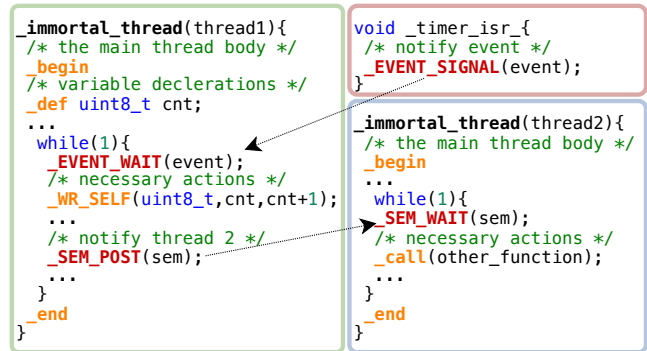 _immortal_thread(thread1){
/* the main thread body */
_begin
/* variable declerations */
_def uint8_t cnt;
...
while(1){
_EVENT_WAIT(event);
/* necessary actions */
_WR_SELF(uint8_t,cnt,cnt+1);
...
/* notify thread 2 */
_SEM_POST(sem);
...
}
_end
}
void _timer_isr_{
/* notify event */
_EVENT_SIGNAL(event);
}
_immortal_thread(thread2){
/* the main thread body */
_begin
...
while(1){
_SEM_WAIT(sem);
/* necessary actions */
_call(other_function);
...
}
_end
}